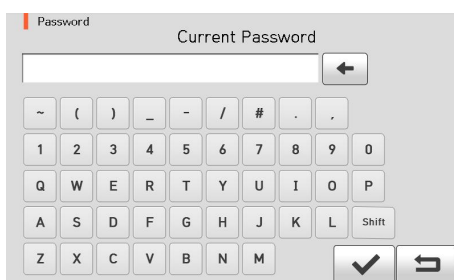 Password
Current Password
~ ( ) _ - / # . ,
1 2 3 4 5 6 7 8 9 0
Q W E R T Y U I O P
A S D F G H J K L Shift
Z X C V B N M